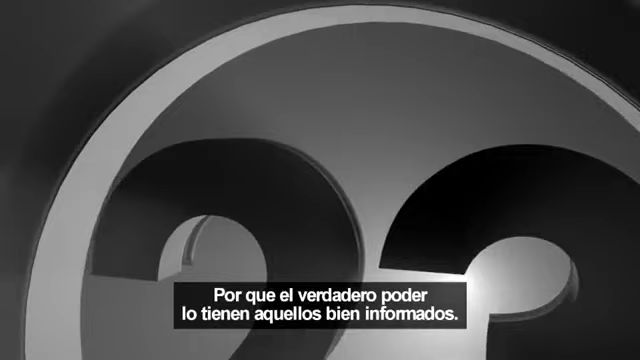 Por que el verdadero poder
lo tienen aquellos bien informados.